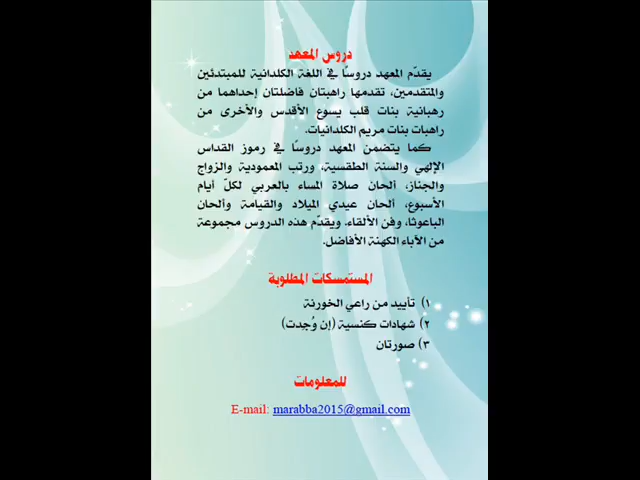 دروس المعهد
يقدّم المعهد دروسًا في اللغة الكلدانية للمبتدئين
والمتقدمين، تقدمها راهبتان فاضلتان إحداهما من
رهبانية بنات قلب يسوع الأقدس والأخرى من
راهبات بنات مريم الكلدانيات.
كما يتضمن المعهد دروسًا في رموز القداس
الإلهي والسنة الطقسية، ورتب المعمودية والزواج
والجناز، ألحان صلاة المساء بالعربي لكلّ أيام
الأسبوع، ألحان عيدي الميلاد والقيامة وألحان
الباعوثا، وفن الألقاء. ويقدّم هذه الدروس مجموعة
من الآباء الكهنة الأفاضل.
المستمسكات المطلوبة
١) تأييد من راعي الخورنة
٢) شهادات كنسية (إن وُجدت)
٣) صورتان
للمعلومات
E-mail: marabba2015@gmail.com